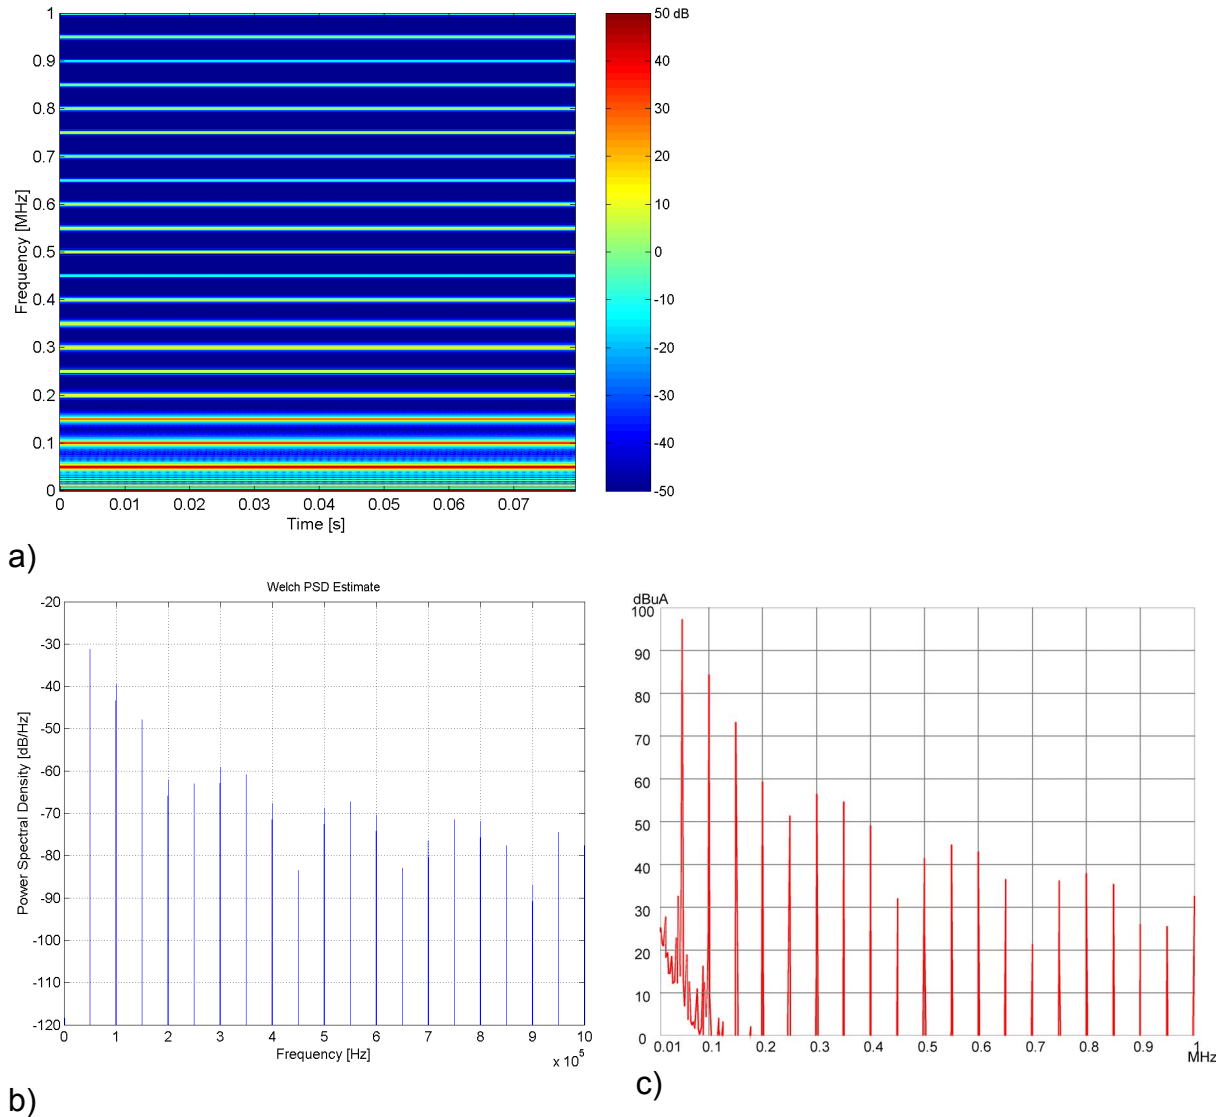 1
0.9
0.8
0.7
0.6
0.5
0.4
0.3
0.2
0.1
0
Frequency [MHz]
0 0.01 0.02 0.03 0.04 0.05 0.06 0.07
Time [s]
50 dB
40
30
20
10
0
-10
-20
-30
-40
-50
a)
Welch PSD Estimate
-20
-30
-40
-50
-60
-70
-80
-90
-100
-110
-120
Power Spectral Density [dB/Hz]
0 1 2 3 4 5 6 7 8 9 10
Frequency [Hz]
x 10^5
b)
dBuA
100
90
80
70
60
50
40
30
20
10
0
0.01 0.1 0.2 0.3 0.4 0.5 0.6 0.7 0.8 0.9 1
MHz
c)